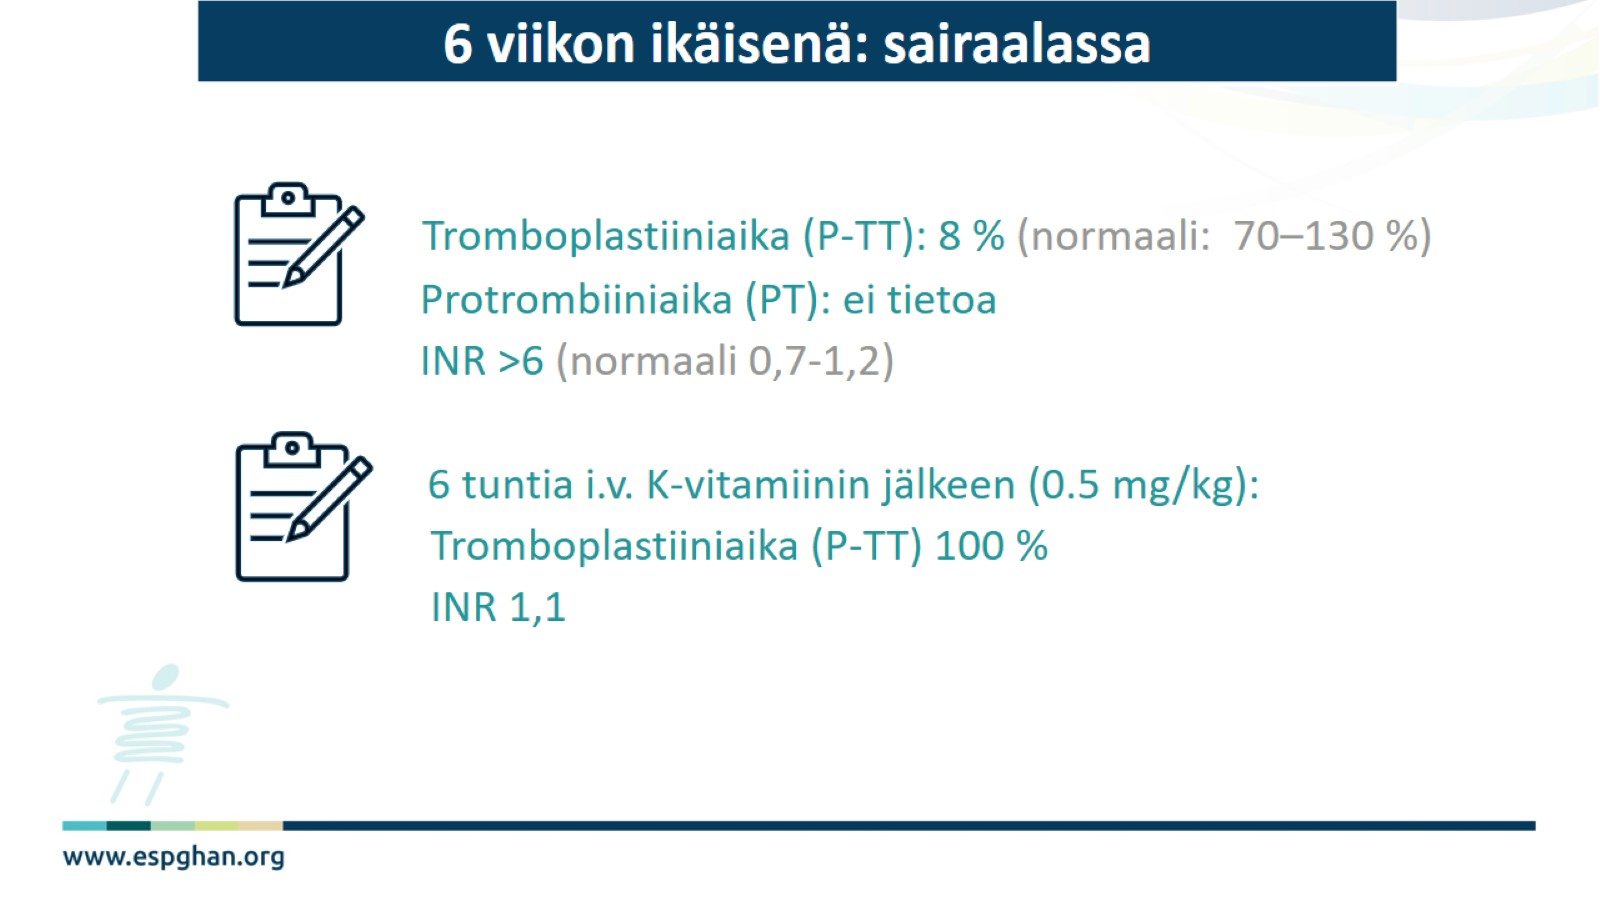 6 viikon ikäisenä: sairaalassa
Tromboplastiiniaika (P-TT): 8 % (normaali:  70–130 %)
Protrombiiniaika (PT): ei tietoa
INR >6 (normaali 0,7-1,2)
6 tuntia i.v. K-vitamiinin jälkeen (0.5 mg/kg):
Tromboplastiiniaika (P-TT) 100 %
INR 1,1
www.espghan.org